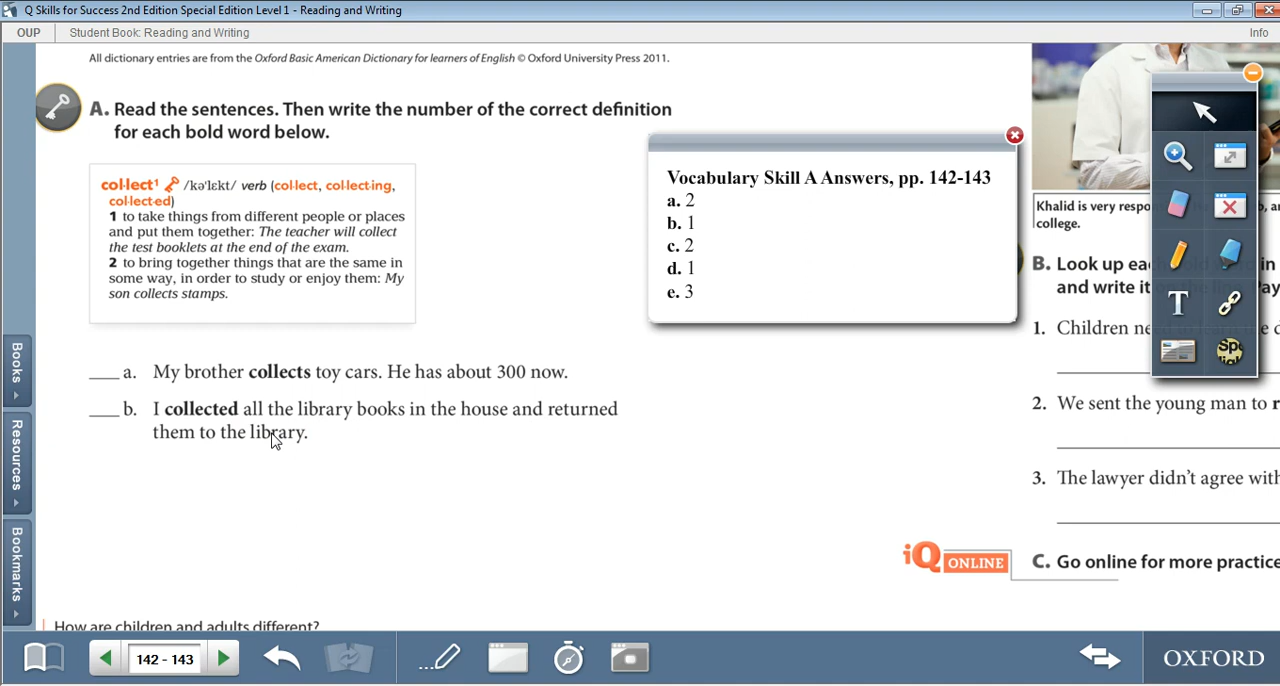 Q Skills for Success 2nd Edition Special Edition Level 1 - Reading and Writing
OUP
Student Book: Reading and Writing
Info
All dictionary entries are from the Oxford Basic American Dictionary for learners of English © Oxford University Press 2011.
A. Read the sentences. Then write the number of the correct definition
for each bold word below.
col·lect¹ /kəˈlɛkt/ verb (col·lect, col·lect·ing,
col·lect·ed)
1 to take things from different people or places
and put them together: The teacher will collect
the test booklets at the end of the exam.
2 to bring together things that are the same in
some way, in order to study or enjoy them: My
son collects stamps.
___ a. My brother collects toy cars. He has about 300 now.
___ b. I collected all the library books in the house and returned
them to the library.
How are children and adults different?
Vocabulary Skill A Answers, pp. 142-143
a. 2
b. 1
c. 2
d. 1
e. 3
Khalid is very
college.
B. Look up
and write it
1. Children
2. We sent the young man to
3. The lawyer didn't agree with
iQ ONLINE
C. Go online for more practice
T
Books
Resources
Bookmarks
142 - 143
OXFORD